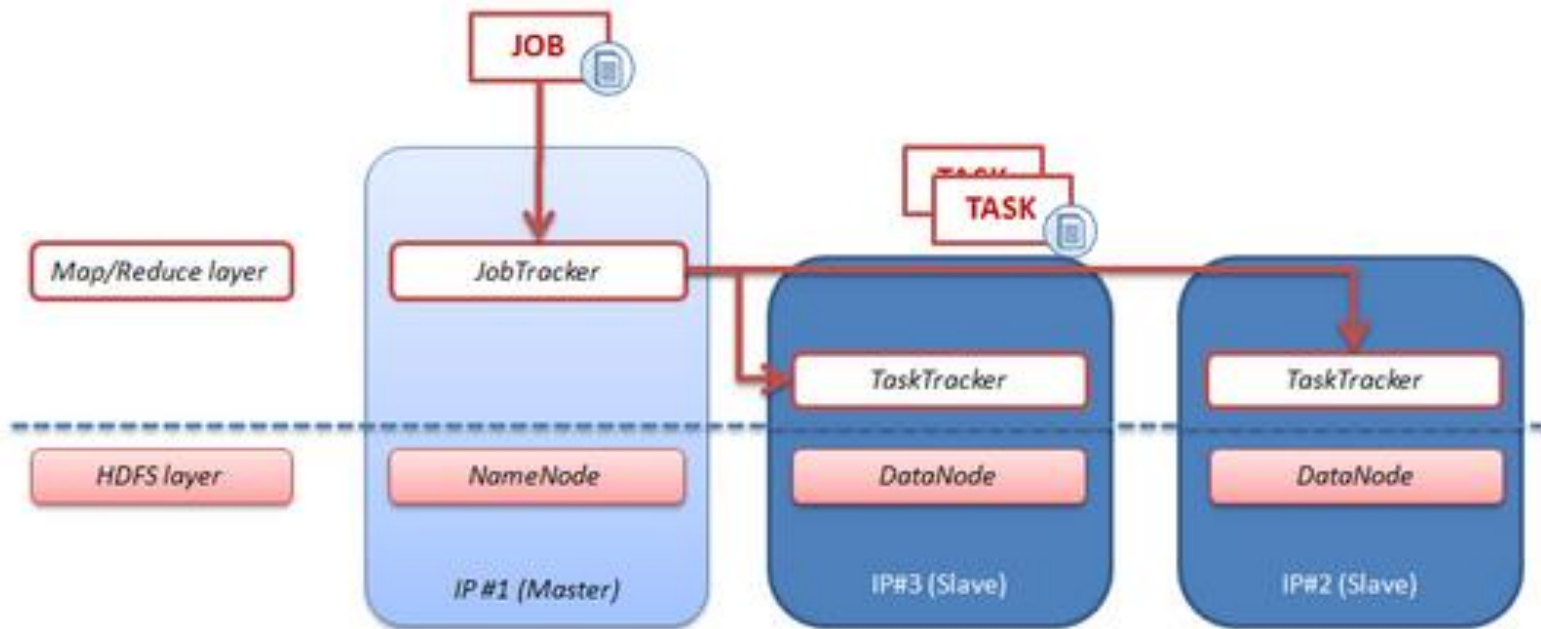 JOB
TASK
TASK
Map/Reduce layer
JobTracker
TaskTracker
TaskTracker
HDFS layer
NameNode
DataNode
DataNode
IP #1 (Master)
IP#3 (Slave)
IP#2 (Slave)